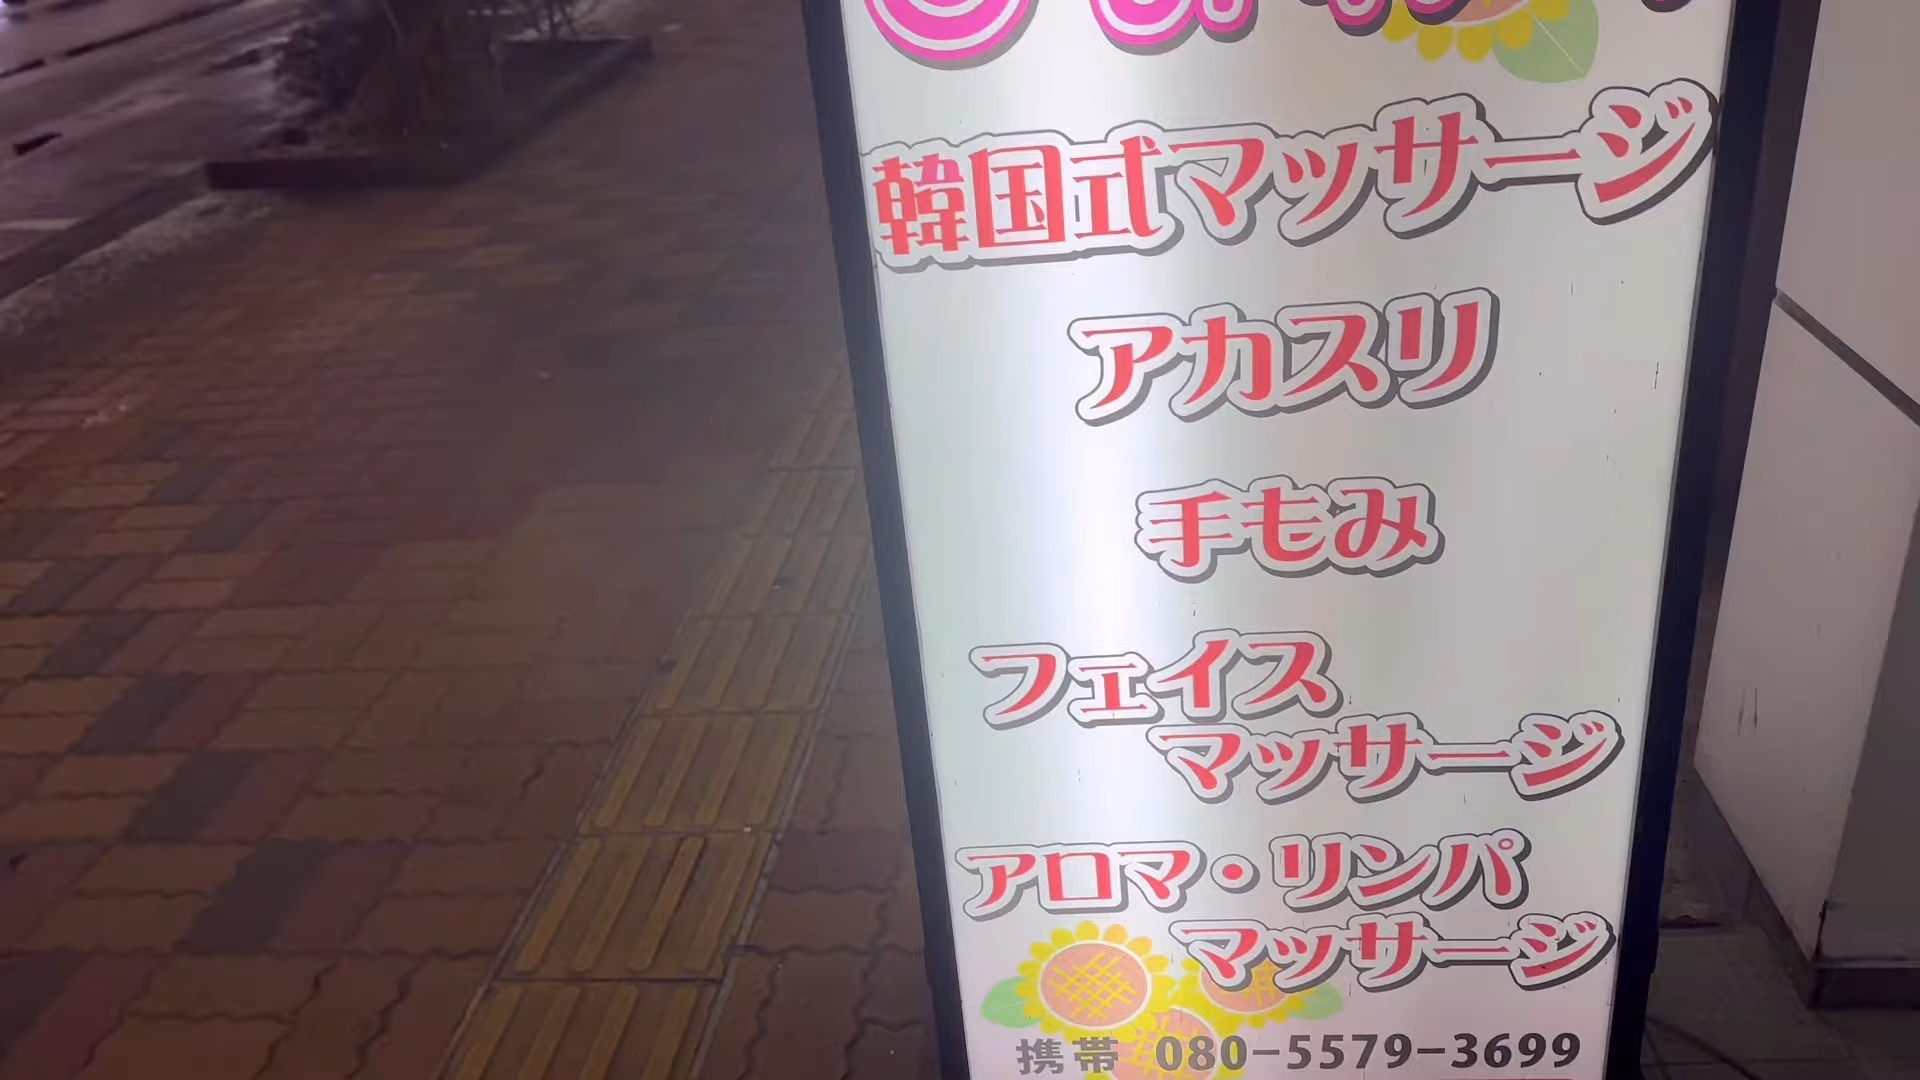 韓国式マッサージ
アカスリ
手もみ
フェイス
マッサージ
アロマ・リンパ
マッサージ
携帯 080-5579-3699